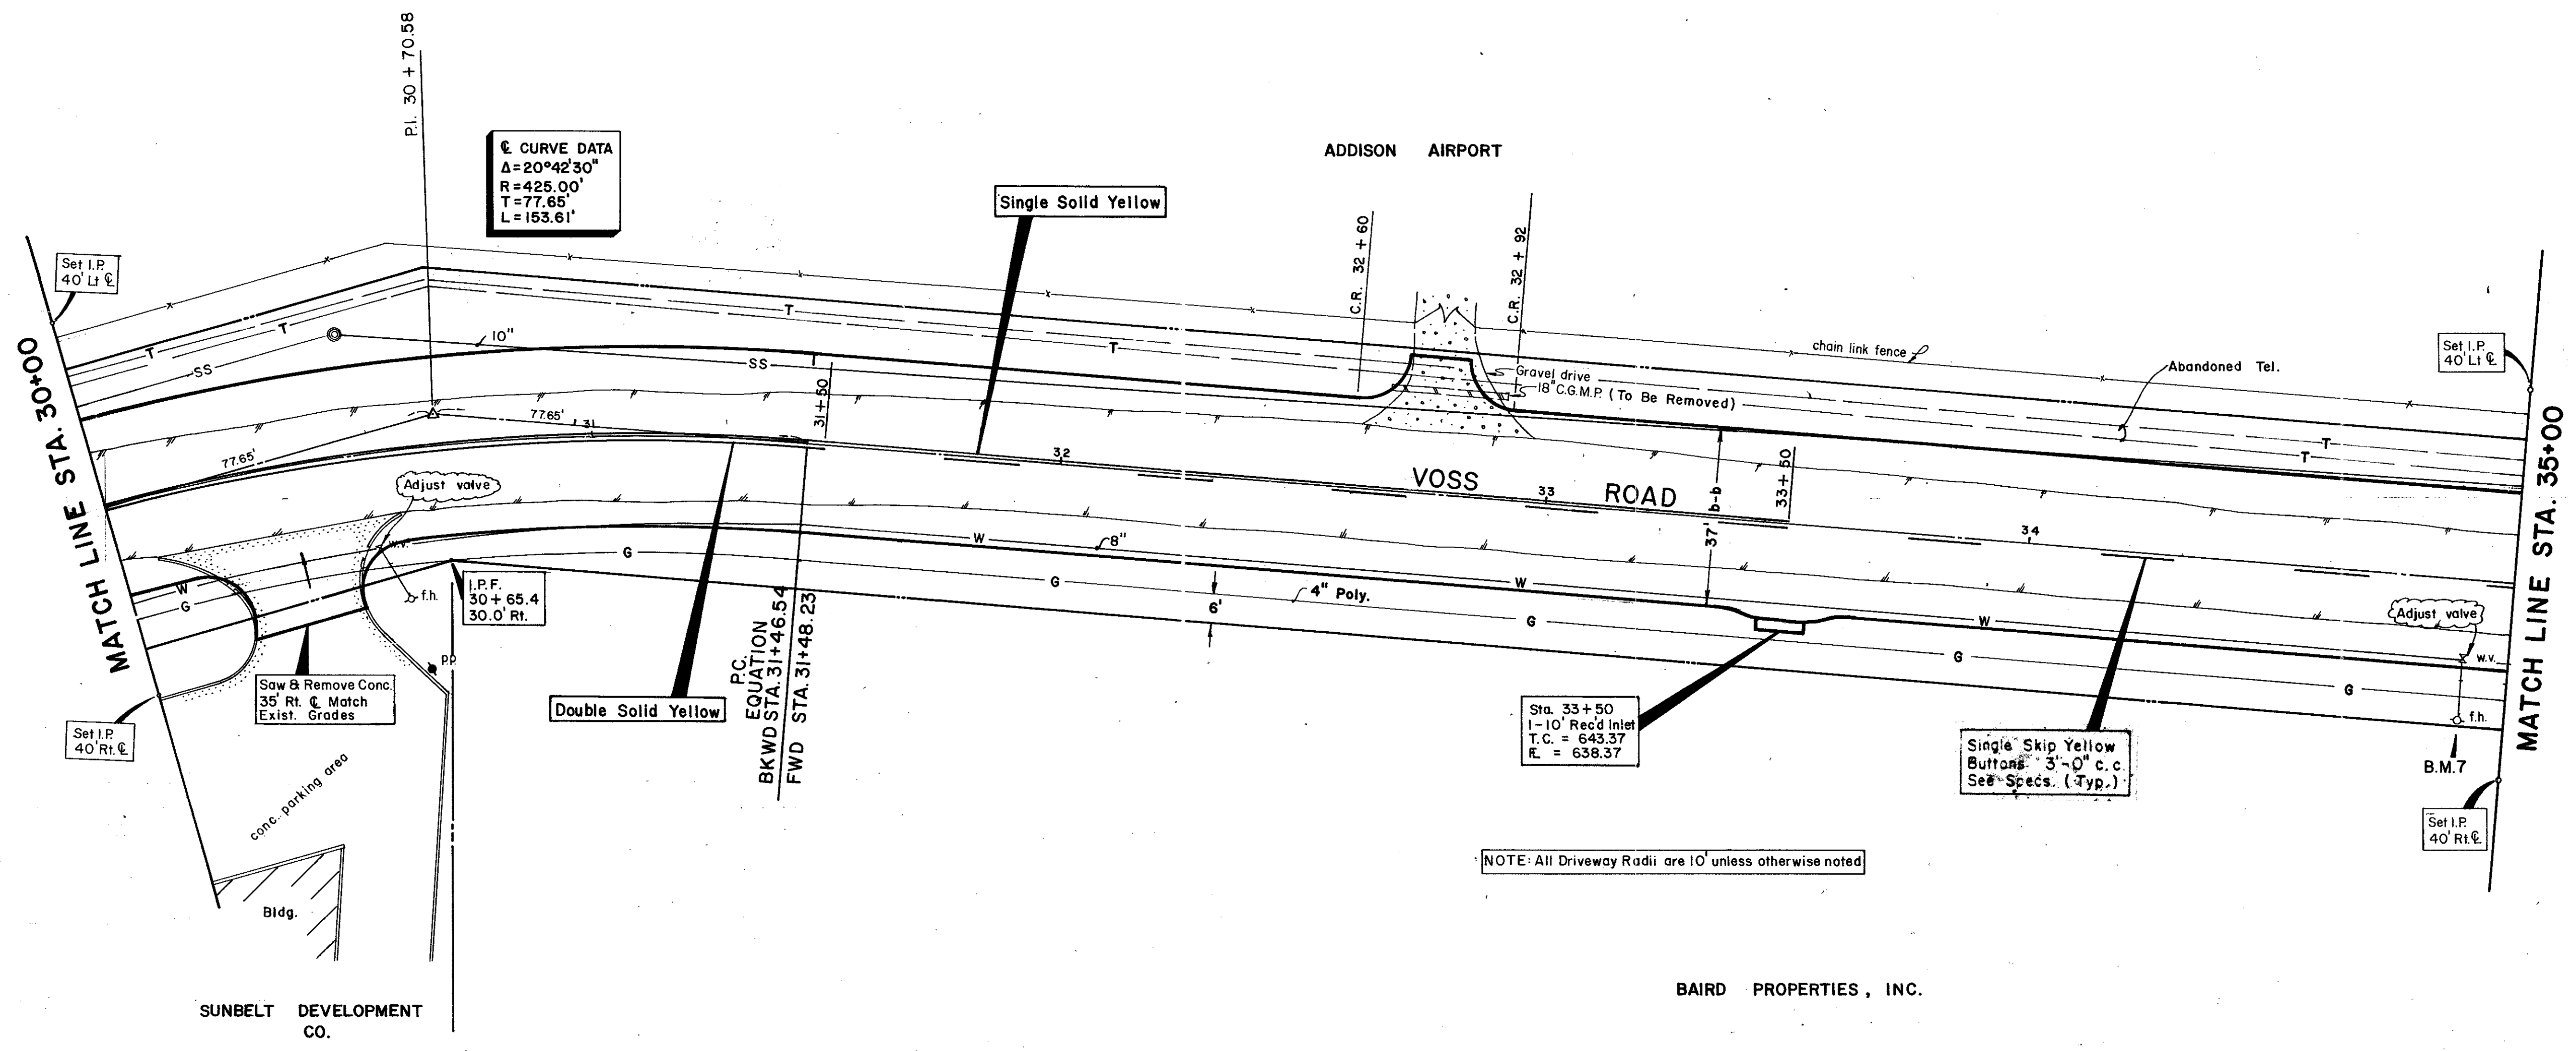 P.I. 30 + 70.58
℄ CURVE DATA
Δ=20°42'30"
R=425.00'
T=77.65'
L=153.61'
ADDISON AIRPORT
Single Solid Yellow
C.R. 32 + 60
C.R. 32 + 92
Set I.P.
40' Lt ℄
MATCH LINE STA. 30+00
T
T
T
T
T
SS
10"
SS
chain link fence
Set I.P.
40' Lt ℄
Abandoned Tel.
Gravel drive
18" C.G.M.P. (To Be Removed)
T
T
77.65'
77.65'
31
31 + 50
32
VOSS ROAD
33
33 + 50
34
37' b-b
Adjust valve
w.v.
f.h.
W
G
G
W
8"
G
4" Poly.
6'
W
G
W
G
G
Adjust valve
w.v.
f.h.
MATCH LINE STA. 35+00
I.P.F.
30 + 65.4
30.0' Rt.
p.p.
Saw & Remove Conc.
35' Rt. ℄ Match
Exist. Grades
Set I.P.
40' Rt. ℄
Double Solid Yellow
P.C.
EQUATION
BKWD STA. 31+46.54
FWD STA. 31+48.23
Sta. 33+50
1-10' Rec'd Inlet
T.C. = 643.37
FL = 638.37
Single Skip Yellow
Buttons 3'-0" c.c.
See Specs. (Typ.)
B.M.7
Set I.P.
40' Rt. ℄
conc. parking area
Bldg.
NOTE: All Driveway Radii are 10' unless otherwise noted
SUNBELT DEVELOPMENT
CO.
BAIRD PROPERTIES, INC.